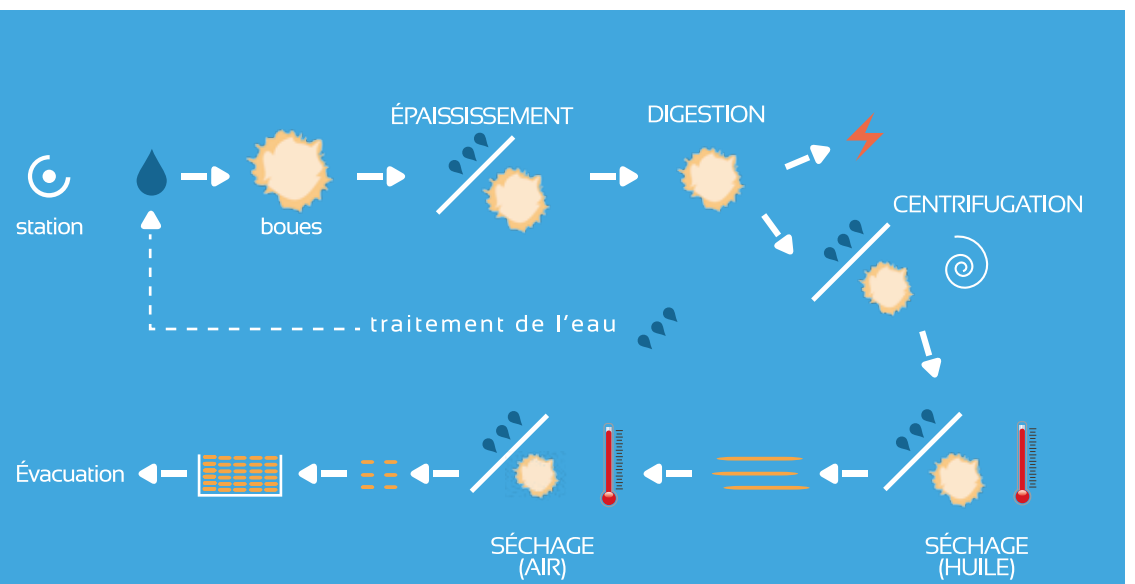 ÉPAISSISSEMENT
DIGESTION
CENTRIFUGATION
station
boues
traitement de l'eau
Évacuation
SÉCHAGE
(AIR)
SÉCHAGE
(HUILE)